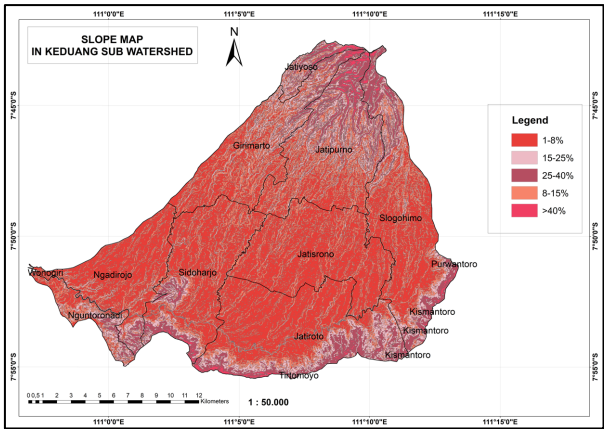 111°0'0"E 111°5'0"E 111°10'0"E 111°15'0"E
SLOPE MAP
IN KEDUANG SUB WATERSHED
N
Jatiyoso
7°45'0"S 7°45'0"S
Legend
1-8%
15-25%
25-40%
8-15%
>40%
Girimarto
Jatipurno
Slogohimo
7°50'0"S 7°50'0"S
Jatisrono
Purwantoro
Wonogiri
Ngadirojo
Sidoharjo
Nguntoronadi
Kismantoro
Kismantoro
Jatiroto
Kismantoro
7°55'0"S 7°55'0"S
Tirtomoyo
0 0,5 1 2 3 4 5 6 7 8 9 10 11 12
Kilometers
1 : 50.000
111°0'0"E 111°5'0"E 111°10'0"E 111°15'0"E